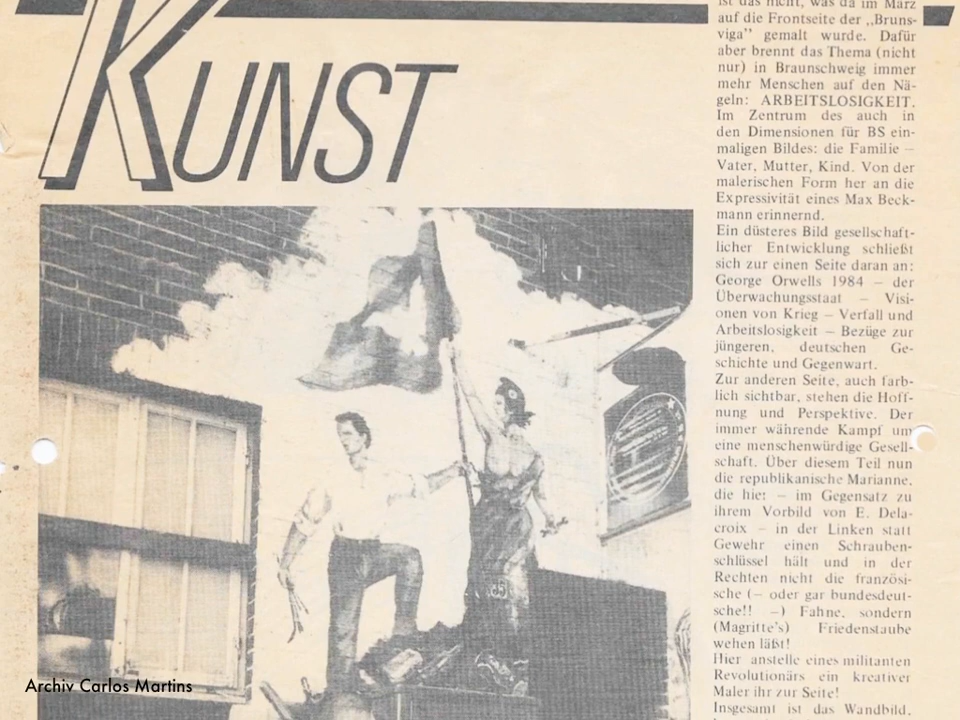 KUNST
ist das nicht, was da im März
auf die Frontseite der „Bruns-
viga” gemalt wurde. Dafür
aber brennt das Thema (nicht
nur) in Braunschweig immer
mehr Menschen auf den Nä-
geln: ARBEITSLOSIGKEIT.
Im Zentrum des auch in
den Dimensionen für BS ein-
maligen Bildes: die Familie –
Vater, Mutter, Kind. Von der
malerischen Form her an die
Expressivität eines Max Beck-
mann erinnernd.
Ein düsteres Bild gesellschaft-
licher Entwicklung schließt
sich zur einen Seite daran an:
George Orwells 1984 – der
Überwachungsstaat – Visi-
onen von Krieg – Verfall und
Arbeitslosigkeit – Bezüge zur
jüngeren, deutschen Ge-
schichte und Gegenwart.
Zur anderen Seite, auch farb-
lich sichtbar, stehen die Hoff-
nung und Perspektive. Der
immer währende Kampf um
eine menschenwürdige Gesell-
schaft. Über diesem Teil nun
die republikanische Marianne,
die hier – im Gegensatz zu
ihrem Vorbild von E. Dela-
croix – in der Linken statt
Gewehr einen Schrauben-
schlüssel hält und in der
Rechten nicht die französi-
sche (– oder gar bundesdeut-
sche!! –) Fahne, sondern
(Magritte's) Friedenstaube
wehen läßt!
Hier anstelle eines militanten
Revolutionärs ein kreativer
Maler ihr zur Seite!
Insgesamt ist das Wandbild,
35
Archiv Carlos Martins